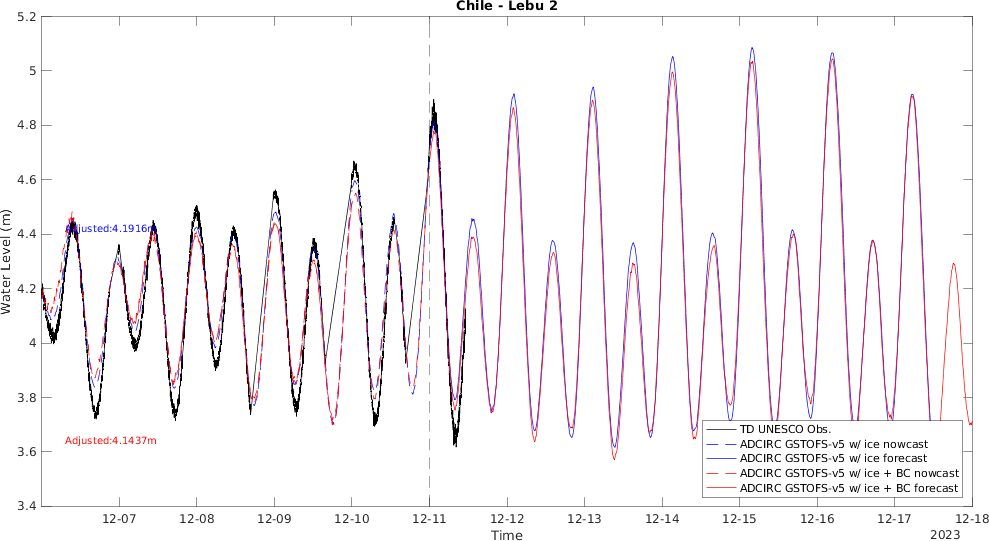 Chile - Lebu 2
Water Level (m)
5.2
5
4.8
4.6
4.4
4.2
4
3.8
3.6
3.4
Adjusted:4.1916m
Adjusted:4.1437m
TD UNESCO Obs.
ADCIRC GSTOFS-v5 w/ ice nowcast
ADCIRC GSTOFS-v5 w/ ice forecast
ADCIRC GSTOFS-v5 w/ ice + BC nowcast
ADCIRC GSTOFS-v5 w/ ice + BC forecast
12-07 12-08 12-09 12-10 12-11 12-12 12-13 12-14 12-15 12-16 12-17 12-18
Time
2023